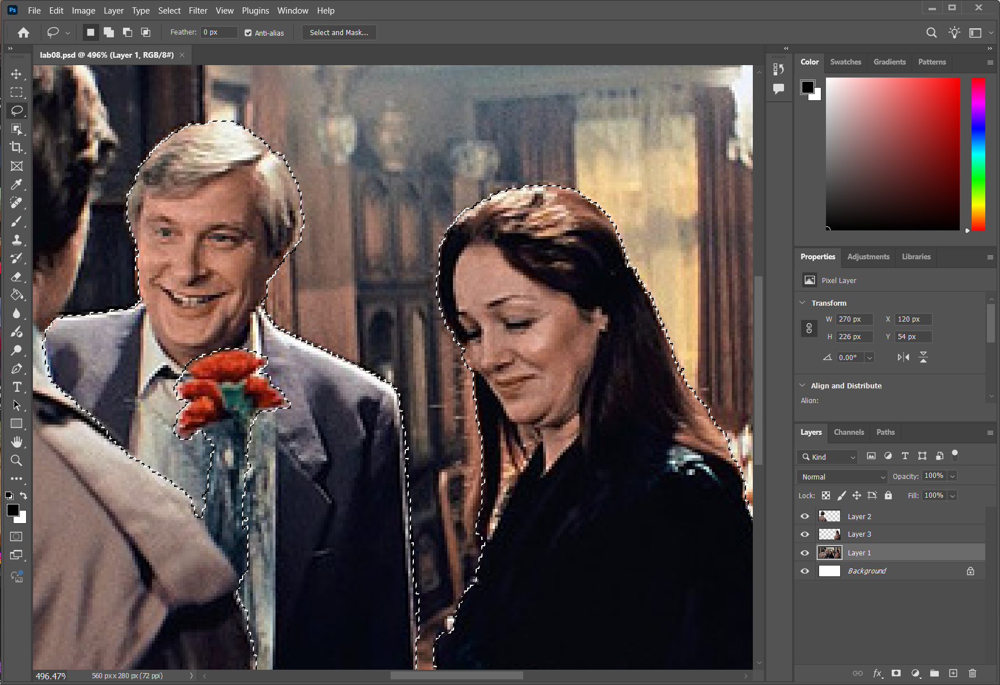 Ps File Edit Image Layer Type Select Filter View Plugins Window Help
Feather: 0 px Anti-alias Select and Mask...
lab08.psd @ 496% (Layer 1, RGB/8#)
Color Swatches Gradients Patterns
Properties Adjustments Libraries
Pixel Layer
Transform
W 270 px X 120 px
H 226 px Y 54 px
0.00°
Align and Distribute
Align:
Layers Channels Paths
Kind
Normal Opacity: 100%
Lock: Fill: 100%
Layer 2
Layer 3
Layer 1
Background
fx
496.47% 560 px x 280 px (72 ppi)